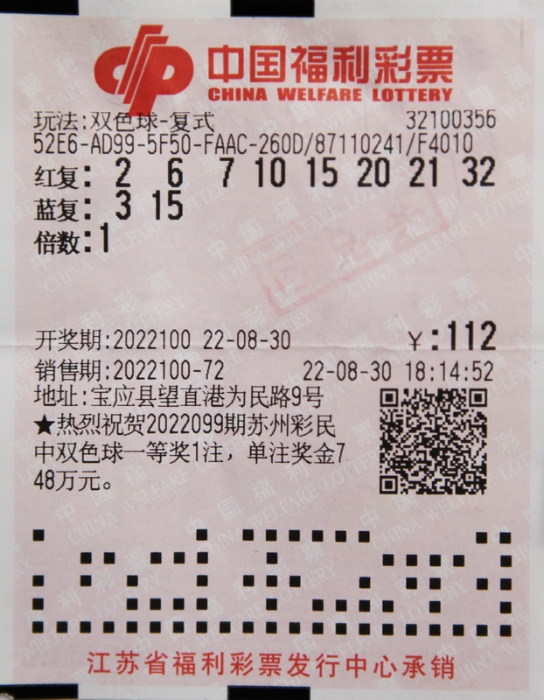 中国福利彩票
CHINA WELFARE LOTTERY
玩法:双色球-复式 32100356
52E6-AD99-5F50-FAAC-260D/87110241/F4010
红复: 2 6 7 10 15 20 21 32
蓝复: 3 15
倍数:1
开奖期:2022100 22-08-30 ￥:112
销售期:2022100-72 22-08-30 18:14:52
地址:宝应县望直港为民路9号
★热烈祝贺2022099期苏州彩民
中双色球一等奖1注，单注奖金7
48万元。
江苏省福利彩票发行中心承销